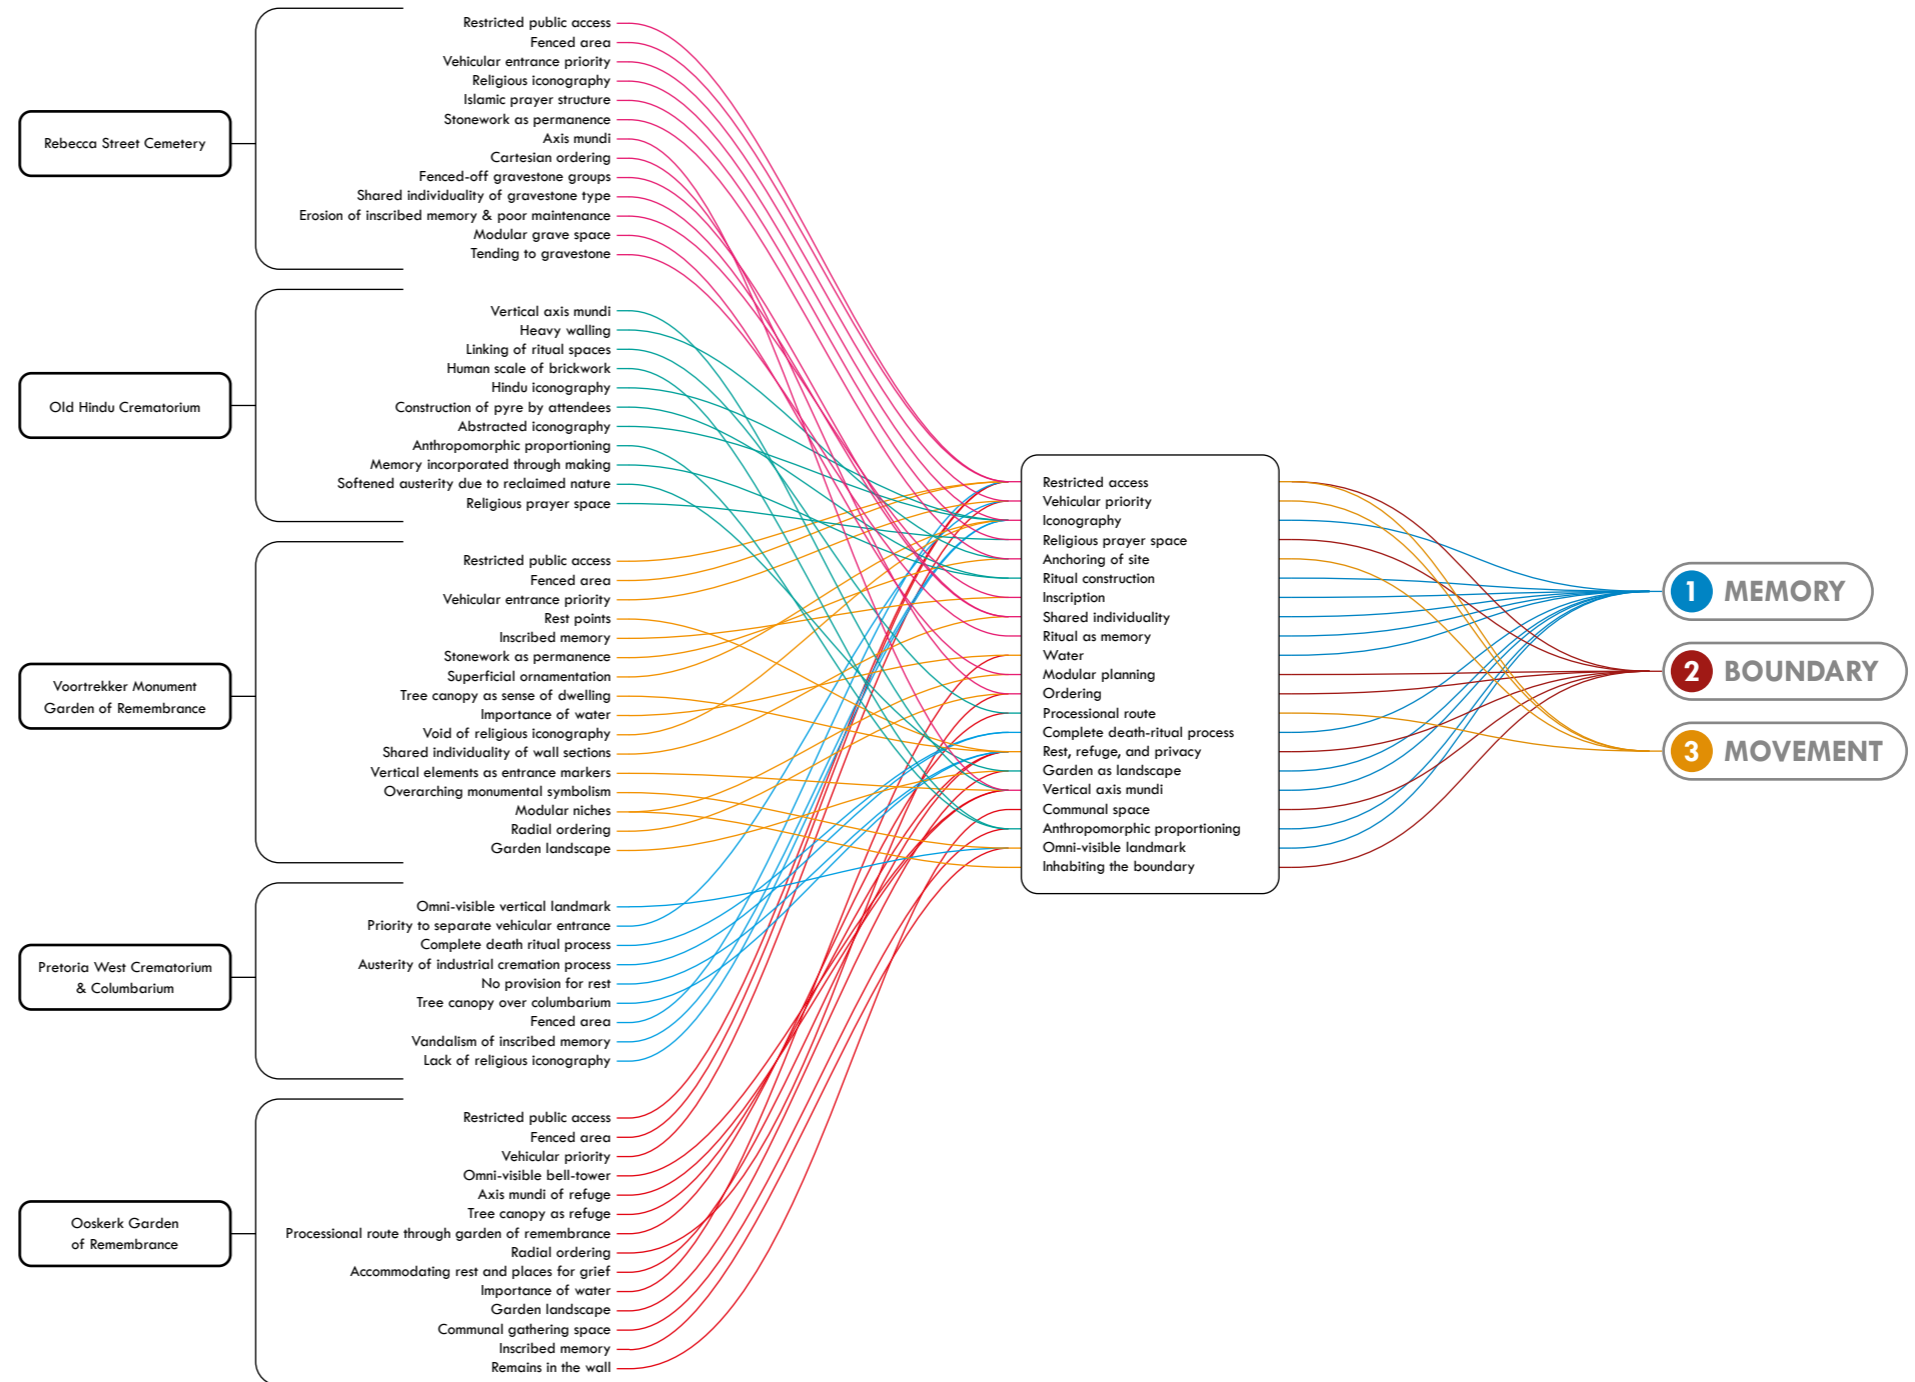 Rebecca Street Cemetery
Restricted public access
Fenced area
Vehicular entrance priority
Religious iconography
Islamic prayer structure
Stonework as permanence
Axis mundi
Cartesian ordering
Fenced-off gravestone groups
Shared individuality of gravestone type
Erosion of inscribed memory & poor maintenance
Modular grave space
Tending to gravestone
Old Hindu Crematorium
Vertical axis mundi
Heavy walling
Linking of ritual spaces
Human scale of brickwork
Hindu iconography
Construction of pyre by attendees
Abstracted iconography
Anthropomorphic proportioning
Memory incorporated through making
Softened austerity due to reclaimed nature
Religious prayer space
Voortrekker Monument
Garden of Remembrance
Restricted public access
Fenced area
Vehicular entrance priority
Rest points
Inscribed memory
Stonework as permanence
Superficial ornamentation
Tree canopy as sense of dwelling
Importance of water
Void of religious iconography
Shared individuality of wall sections
Vertical elements as entrance markers
Overarching monumental symbolism
Modular niches
Radial ordering
Garden landscape
Pretoria West Crematorium
& Columbarium
Omni-visible vertical landmark
Priority to separate vehicular entrance
Complete death ritual process
Austerity of industrial cremation process
No provision for rest
Tree canopy over columbarium
Fenced area
Vandalism of inscribed memory
Lack of religious iconography
Ooskerk Garden
of Remembrance
Restricted public access
Fenced area
Vehicular priority
Omni-visible bell-tower
Axis mundi of refuge
Tree canopy as refuge
Processional route through garden of remembrance
Radial ordering
Accommodating rest and places for grief
Importance of water
Garden landscape
Communal gathering space
Inscribed memory
Remains in the wall
Restricted access
Vehicular priority
Iconography
Religious prayer space
Anchoring of site
Ritual construction
Inscription
Shared individuality
Ritual as memory
Water
Modular planning
Ordering
Processional route
Complete death-ritual process
Rest, refuge, and privacy
Garden as landscape
Vertical axis mundi
Communal space
Anthropomorphic proportioning
Omni-visible landmark
Inhabiting the boundary
1 MEMORY
2 BOUNDARY
3 MOVEMENT